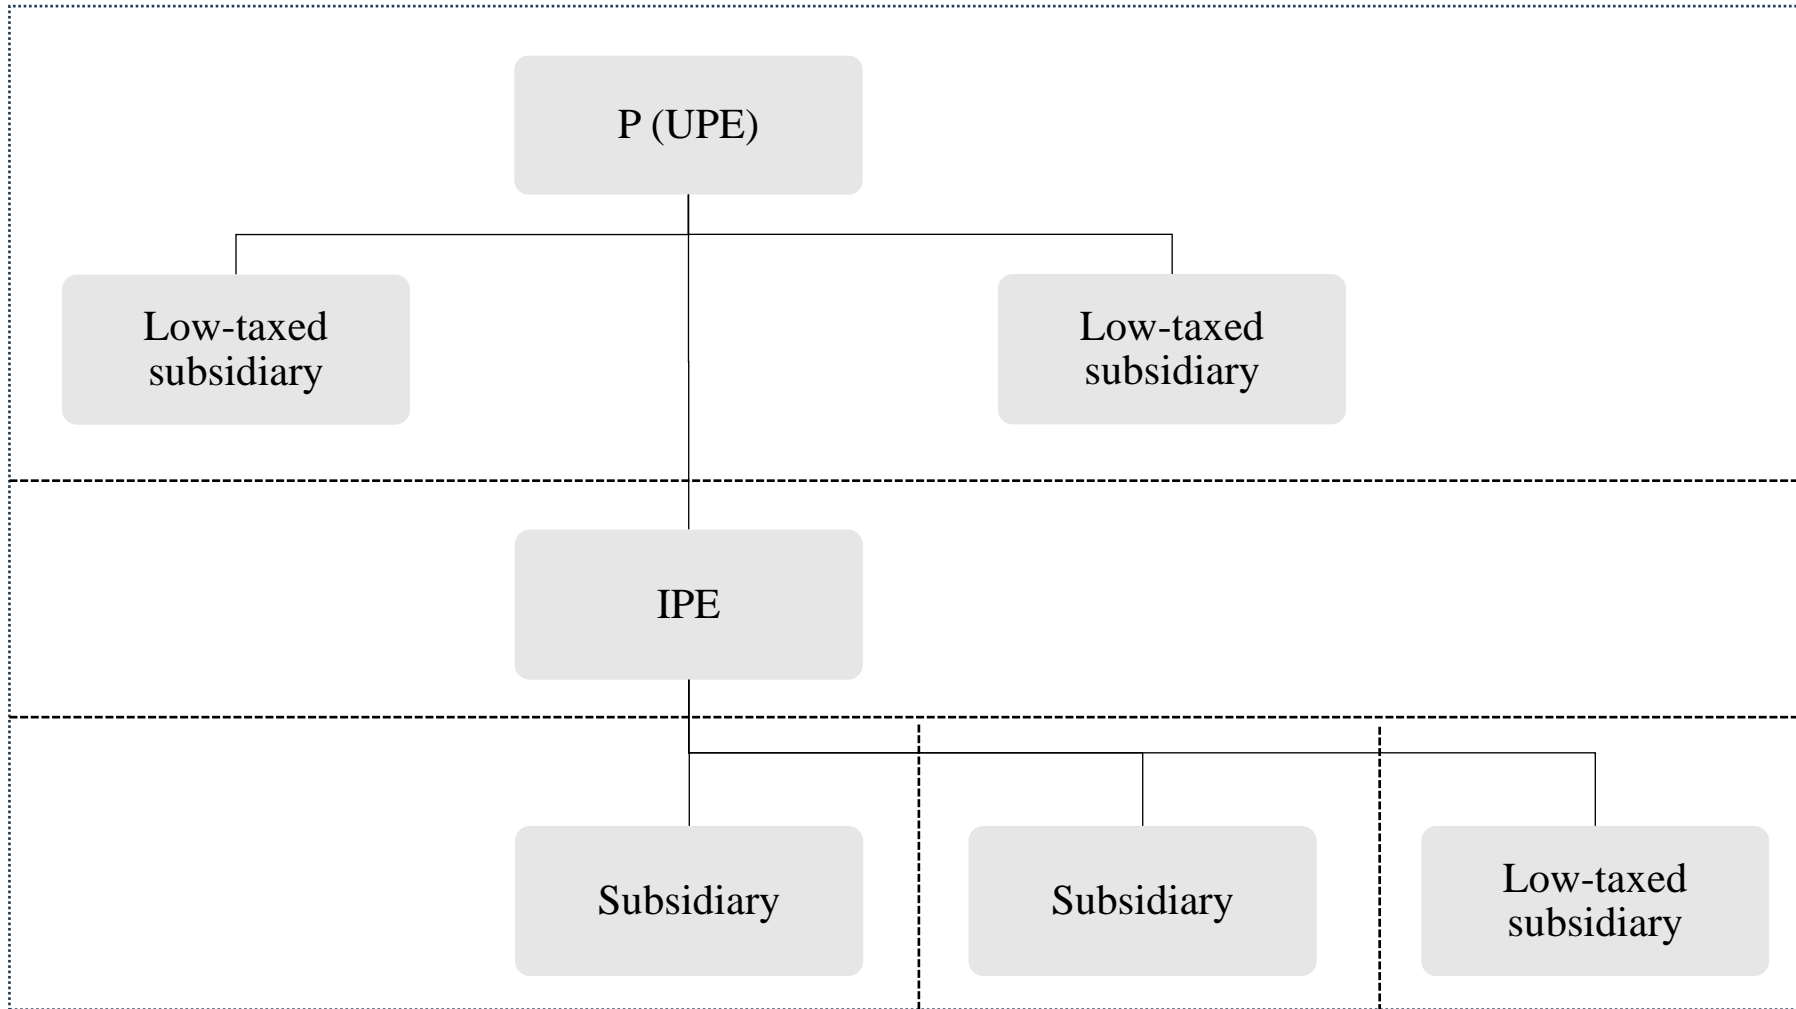 P (UPE)
Low-taxed
subsidiary
Low-taxed
subsidiary
IPE
Subsidiary
Subsidiary
Low-taxed
subsidiary